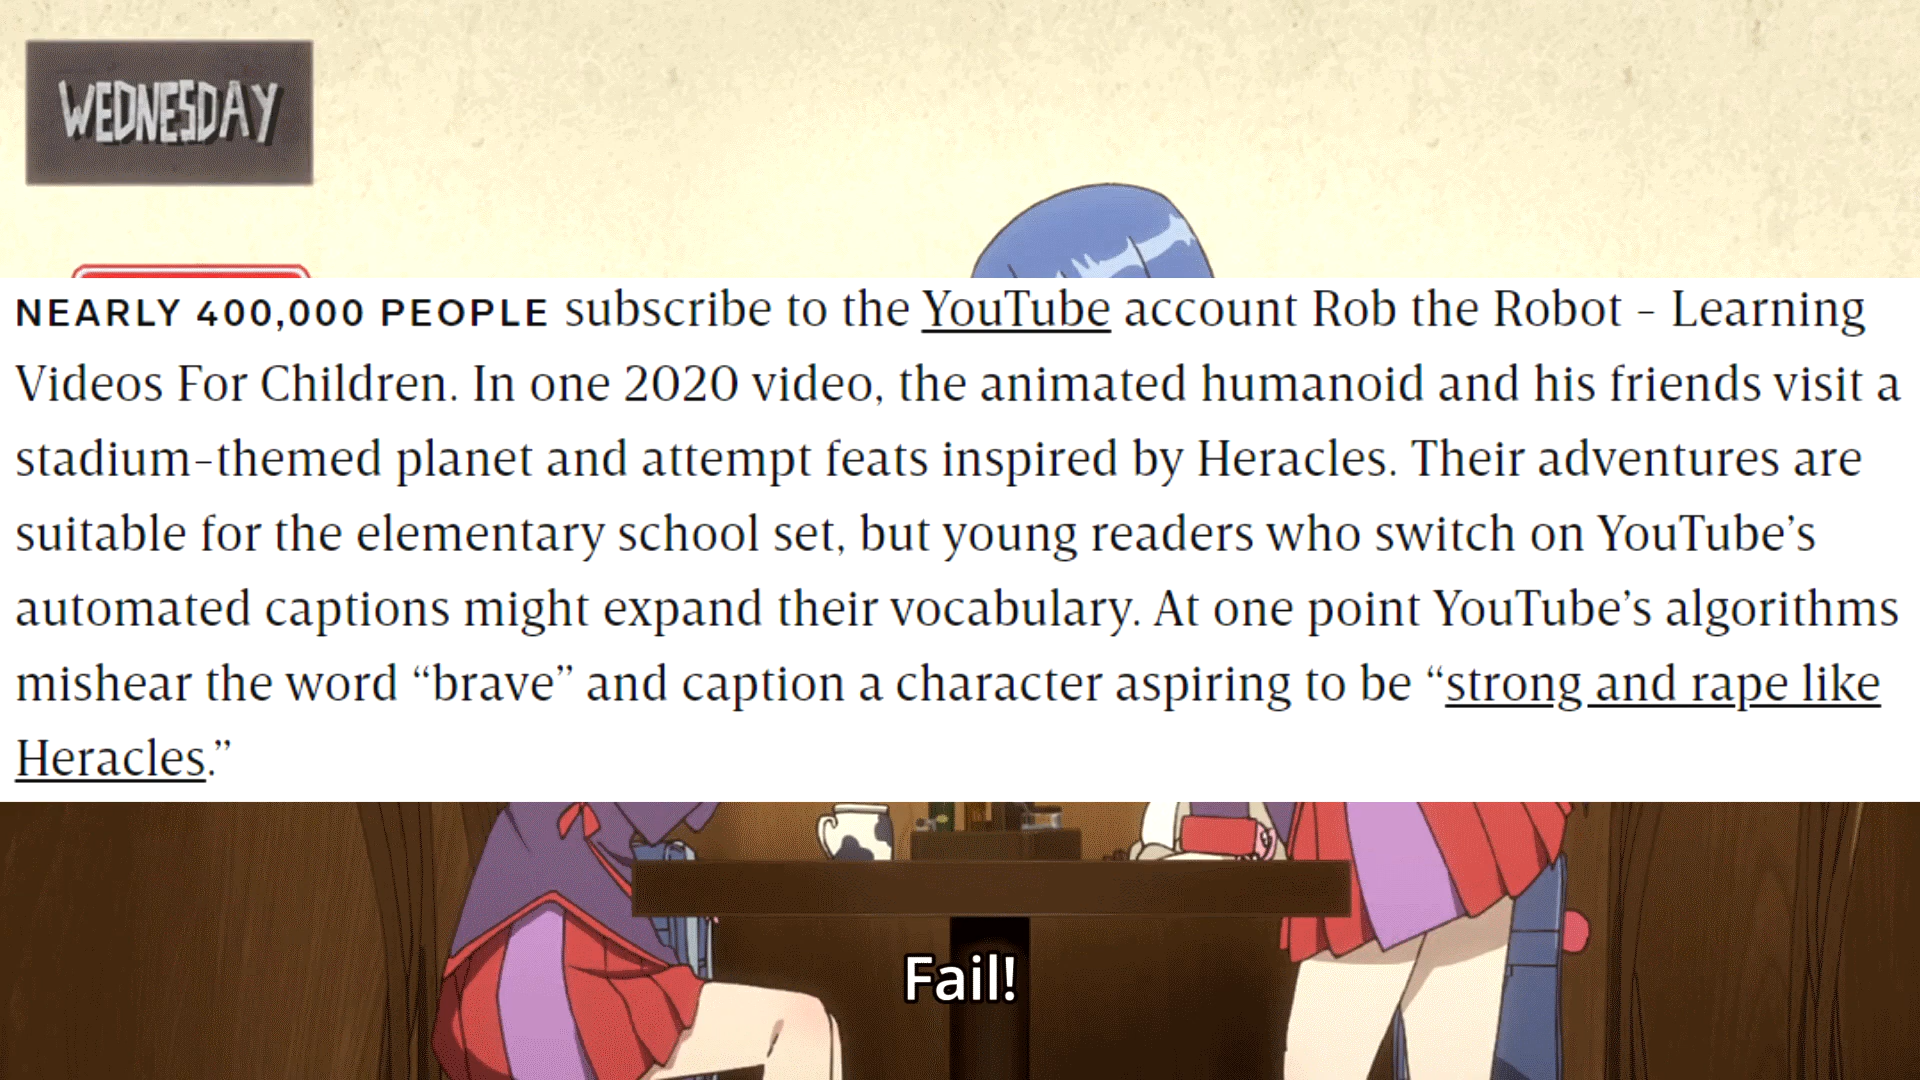 WEDNESDAY
NEARLY 400,000 PEOPLE subscribe to the YouTube account Rob the Robot - Learning
Videos For Children. In one 2020 video, the animated humanoid and his friends visit a
stadium-themed planet and attempt feats inspired by Heracles. Their adventures are
suitable for the elementary school set, but young readers who switch on YouTube’s
automated captions might expand their vocabulary. At one point YouTube’s algorithms
mishear the word “brave” and caption a character aspiring to be “strong and rape like
Heracles.”
Fail!